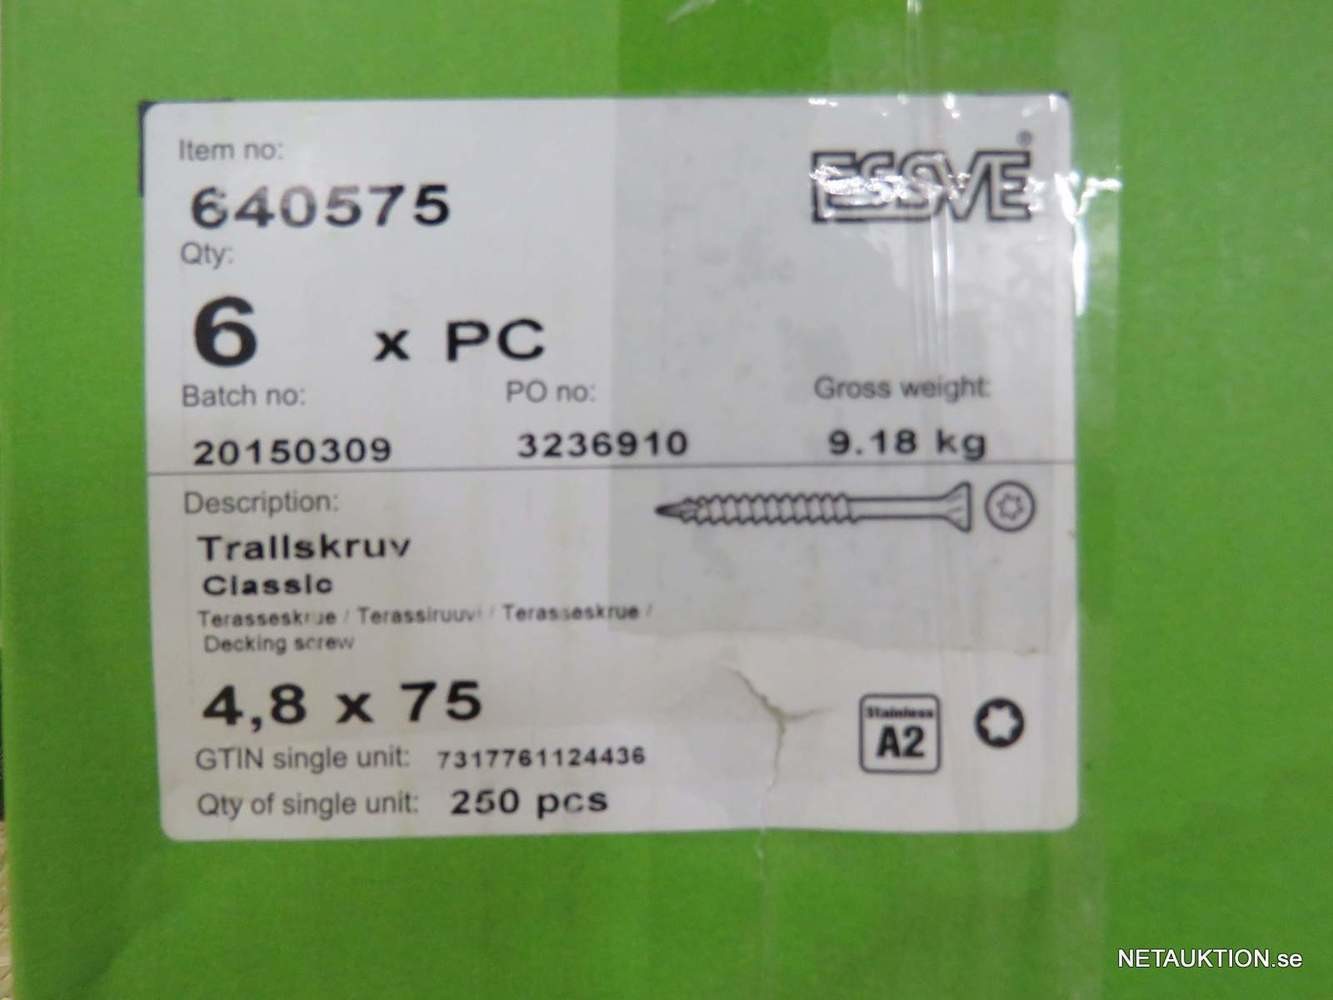 Item no:
ESSVE®
640575
Qty:
6 x PC
Batch no: PO no: Gross weight:
20150309 3236910 9.18 kg
Description:
Trallskruv
Classic
Terasseskrue / Terassiruuvi / Terasseskrue /
Decking screw
4,8 x 75
Stainless
A2
GTIN single unit: 7317761124436
Qty of single unit: 250 pcs
NETAUKTION.se